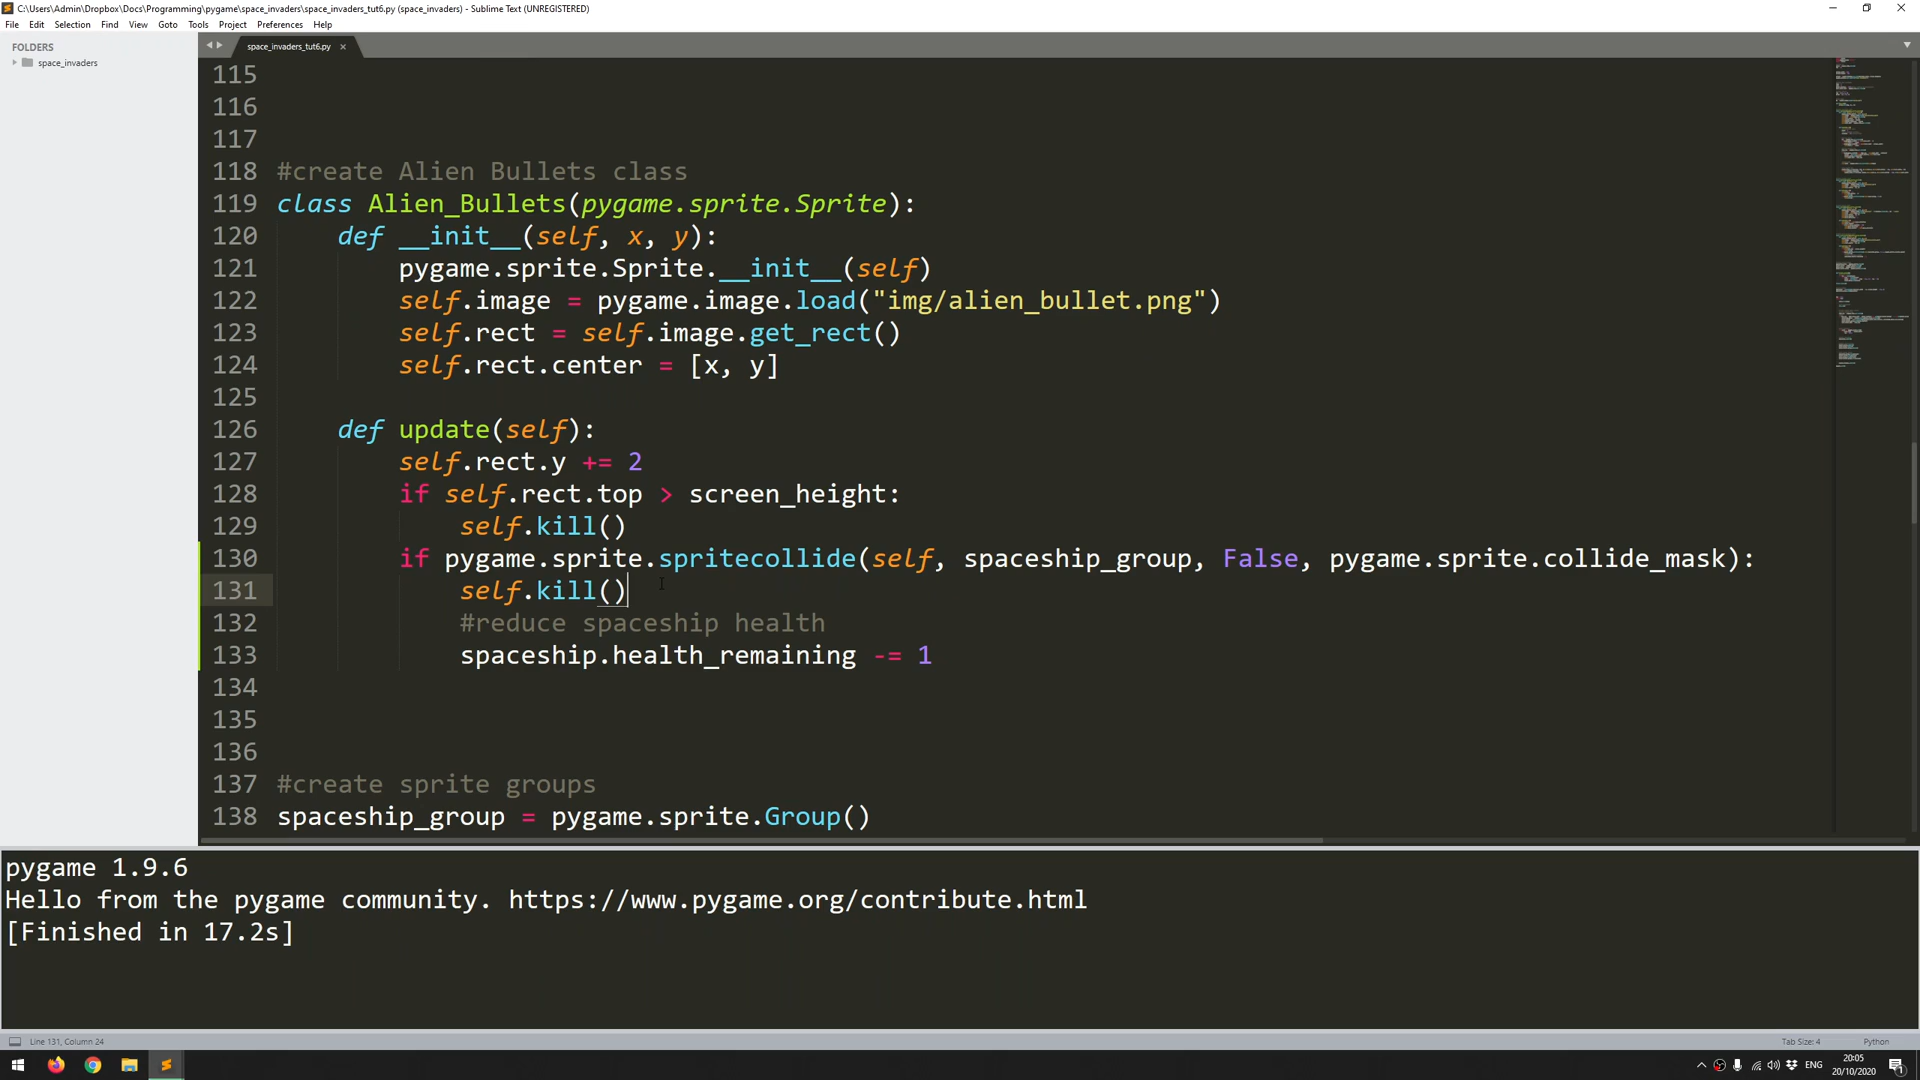 C:\Users\Admin\Dropbox\Docs\Programming\pygame\space_invaders\space_invaders_tut6.py (space_invaders) - Sublime Text (UNREGISTERED)
File Edit Selection Find View Goto Tools Project Preferences Help
FOLDERS
space_invaders
space_invaders_tut6.py
115
116
117
118 #create Alien Bullets class
119 class Alien_Bullets(pygame.sprite.Sprite):
120 def __init__(self, x, y):
121 pygame.sprite.Sprite.__init__(self)
122 self.image = pygame.image.load("img/alien_bullet.png")
123 self.rect = self.image.get_rect()
124 self.rect.center = [x, y]
125
126 def update(self):
127 self.rect.y += 2
128 if self.rect.top > screen_height:
129 self.kill()
130 if pygame.sprite.spritecollide(self, spaceship_group, False, pygame.sprite.collide_mask):
131 self.kill()
132 #reduce spaceship health
133 spaceship.health_remaining -= 1
134
135
136
137 #create sprite groups
138 spaceship_group = pygame.sprite.Group()
pygame 1.9.6
Hello from the pygame community. https://www.pygame.org/contribute.html
[Finished in 17.2s]
Line 131, Column 24
Tab Size: 4
Python
ENG
20:05
20/10/2020